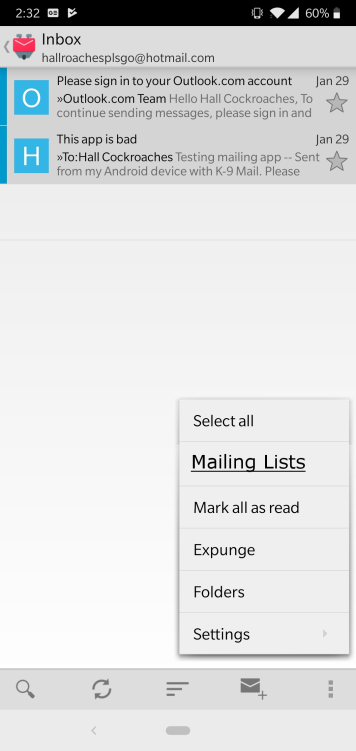 2:32 60%
Inbox
hallroachesplsgo@hotmail.com
Please sign in to your Outlook.com account Jan 29
O »Outlook.com Team Hello Hall Cockroaches, To
continue sending messages, please sign in and
This app is bad Jan 29
H »To:Hall Cockroaches Testing mailing app -- Sent
from my Android device with K-9 Mail. Please
Select all
Mailing Lists
Mark all as read
Expunge
Folders
Settings